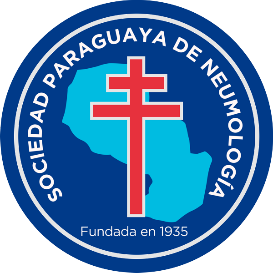 SOCIEDAD PARAGUAYA DE NEUMOLOGÍA
Fundada en 1935